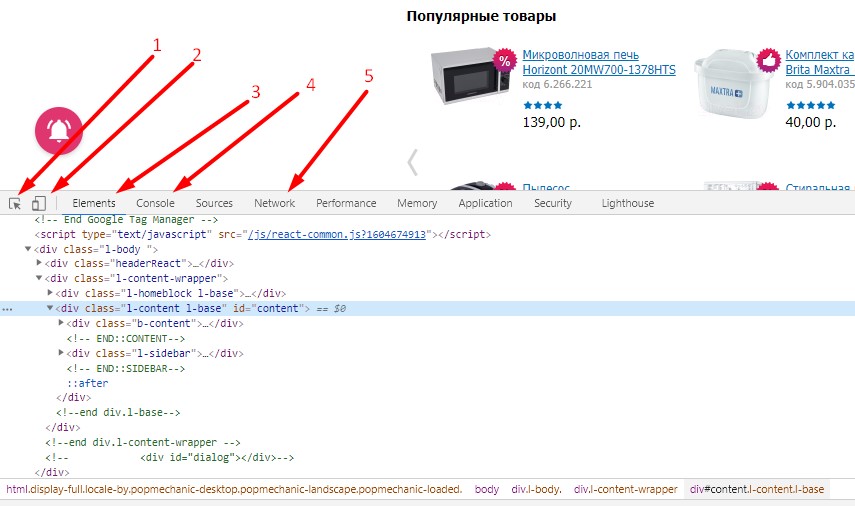 Популярные товары
1
2
3
4
5
%
Микроволновая печь
Horizont 20MW700-1378HTS
код 6.266.221
139,00 р.
MAXTRA+
Комплект ка
Brita Maxtra
код 5.904.035
40,00 р.
Пылесос
Стиральная
Elements Console Sources Network Performance Memory Application Security Lighthouse
<!-- End Google Tag Manager -->
<script type="text/javascript" src="/js/react-common.js?1604674913"></script>
<div class="l-body ">
<div class="headerReact">…</div>
<div class="l-content-wrapper">
<div class="l-homeblock l-base">…</div>
… <div class="l-content l-base" id="content"> == $0
<div class="b-content">…</div>
<!-- END::CONTENT-->
<div class="l-sidebar">…</div>
<!-- END::SIDEBAR-->
::after
</div>
<!--end div.l-base-->
</div>
<!--end div.l-content-wrapper -->
<!-- <div id="dialog"></div>-->
</div>
html.display-full.locale-by.popmechanic-desktop.popmechanic-landscape.popmechanic-loaded. body div.l-body. div.l-content-wrapper div#content.l-content.l-base